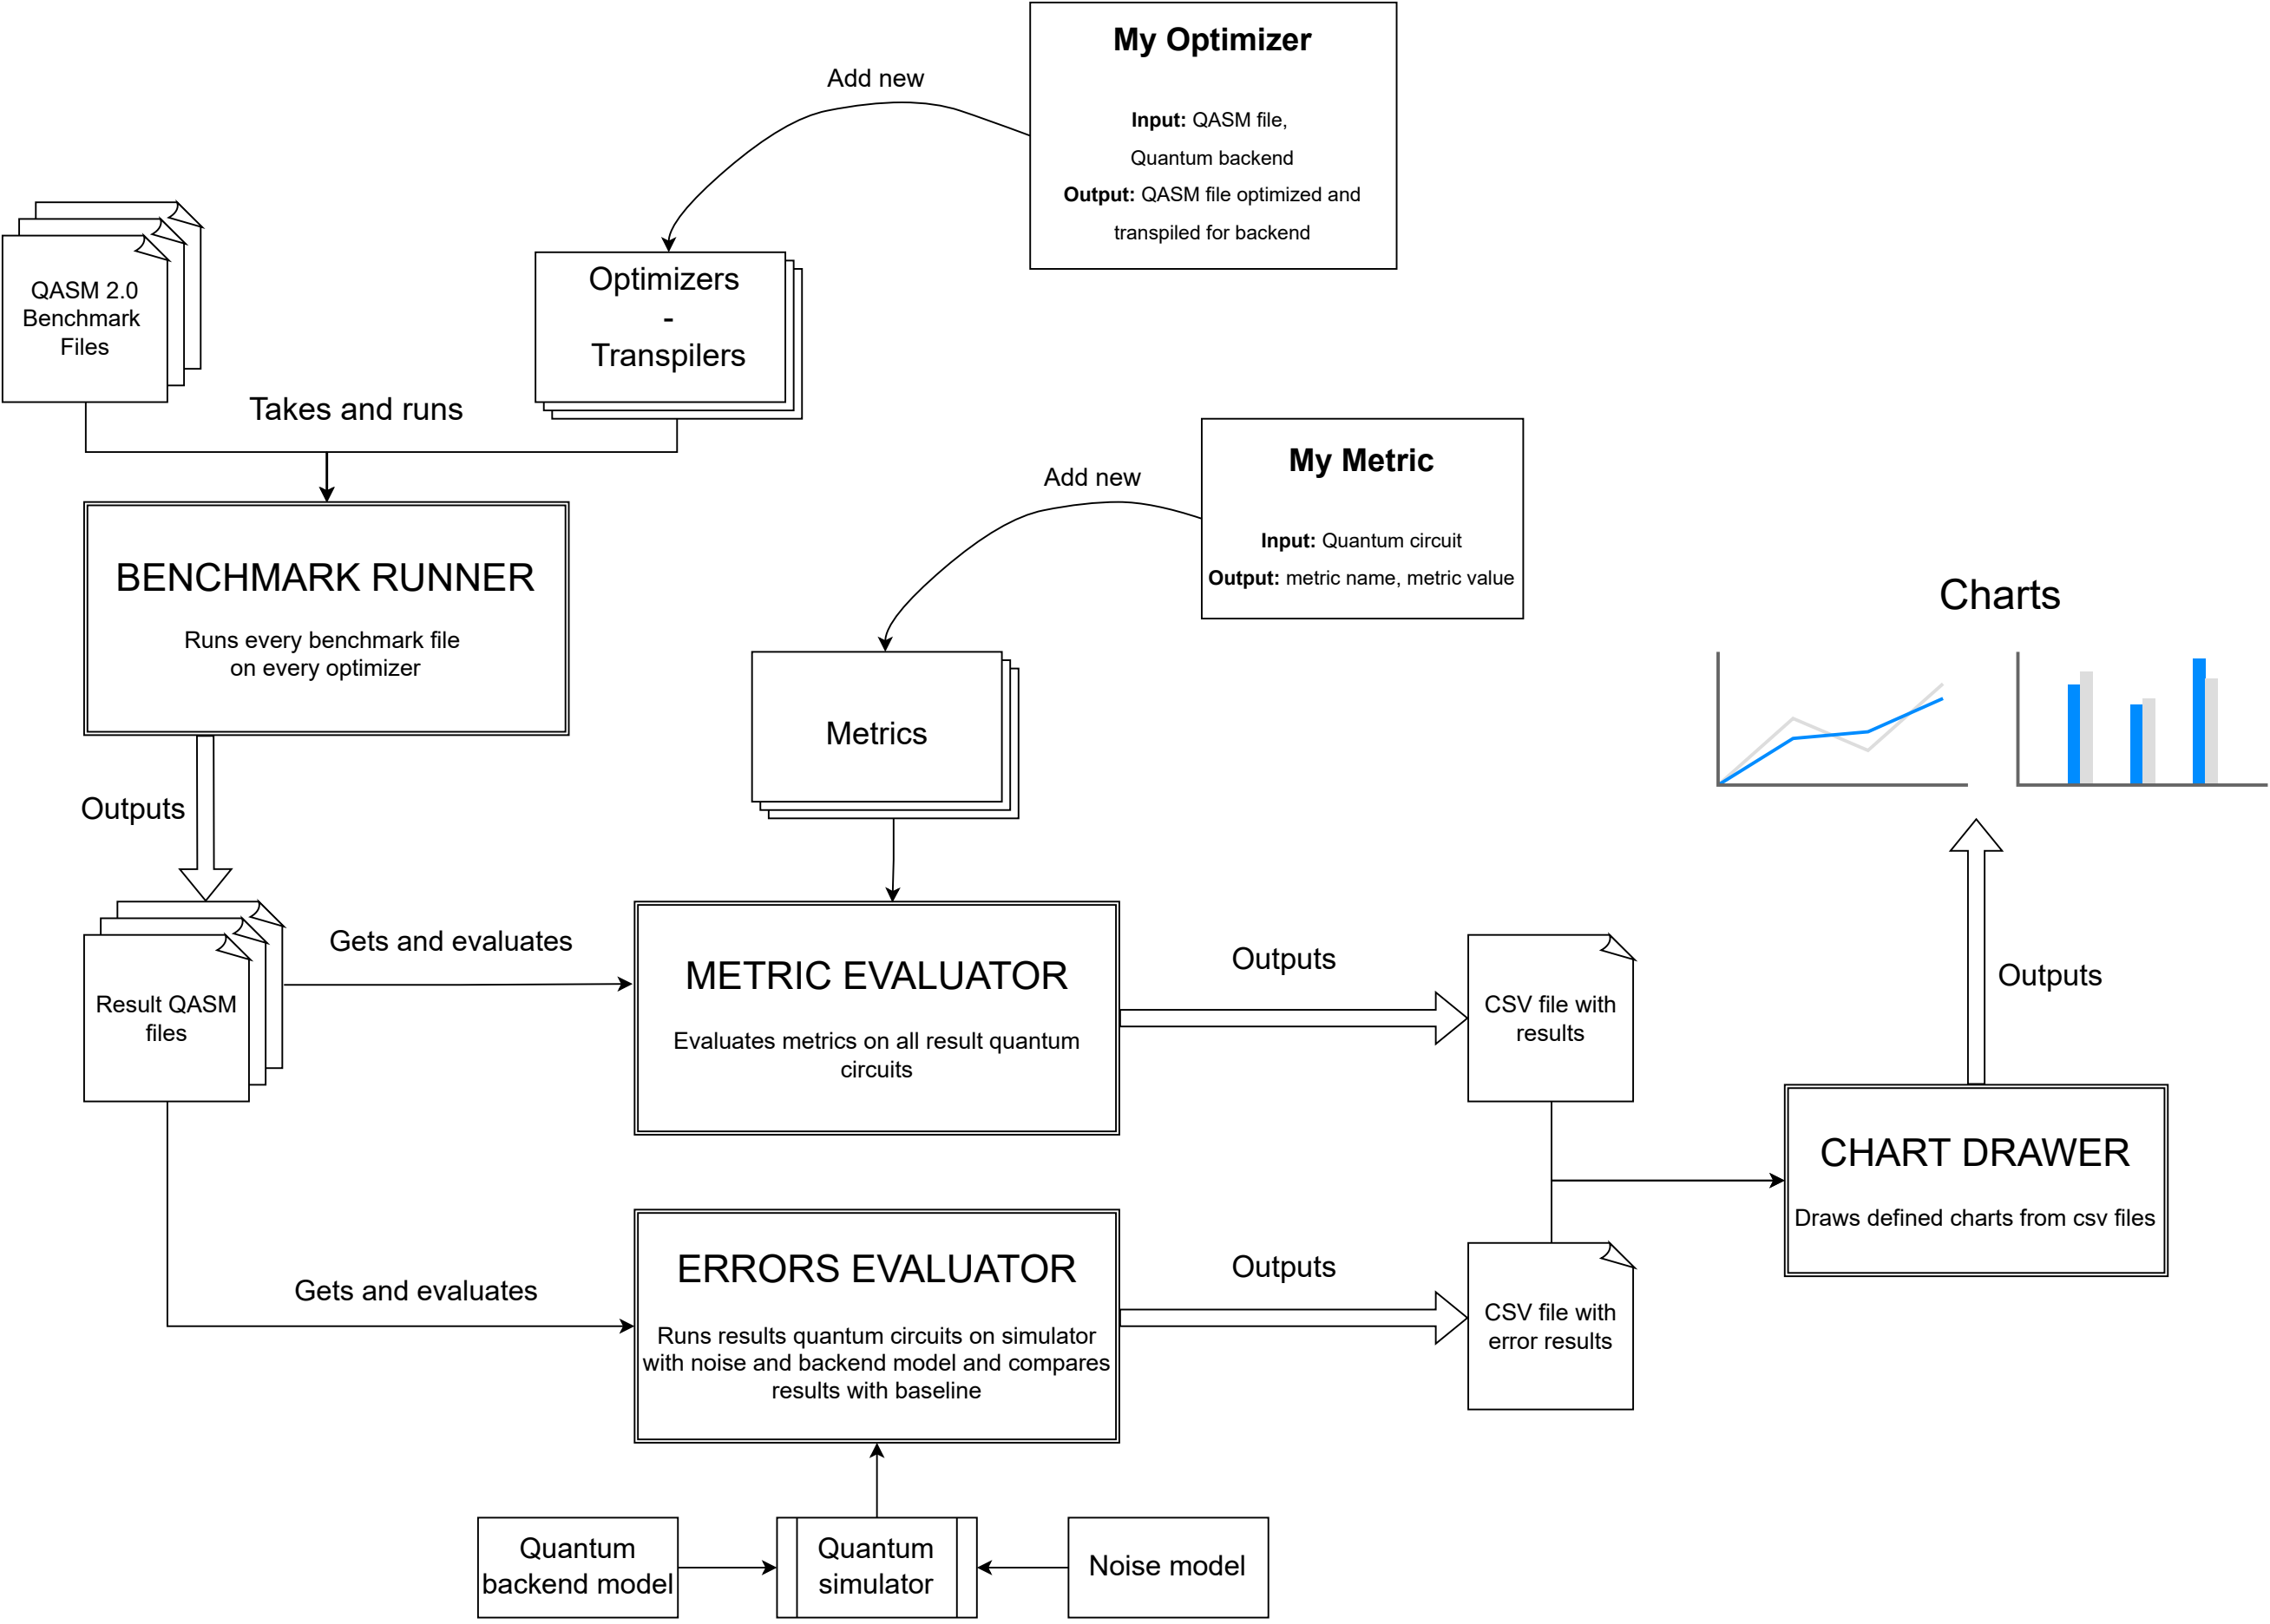 My Optimizer
Input: QASM file,
Quantum backend
Output: QASM file optimized and
transpiled for backend
Add new
QASM 2.0
Benchmark
Files
Optimizers
-
Transpilers
Takes and runs
My Metric
Input: Quantum circuit
Output: metric name, metric value
Add new
BENCHMARK RUNNER
Runs every benchmark file
on every optimizer
Charts
Metrics
Outputs
Result QASM
files
Gets and evaluates
METRIC EVALUATOR
Evaluates metrics on all result quantum
circuits
Outputs
CSV file with
results
Outputs
CHART DRAWER
Draws defined charts from csv files
Gets and evaluates
ERRORS EVALUATOR
Runs results quantum circuits on simulator
with noise and backend model and compares
results with baseline
Outputs
CSV file with
error results
Quantum
backend model
Quantum
simulator
Noise model